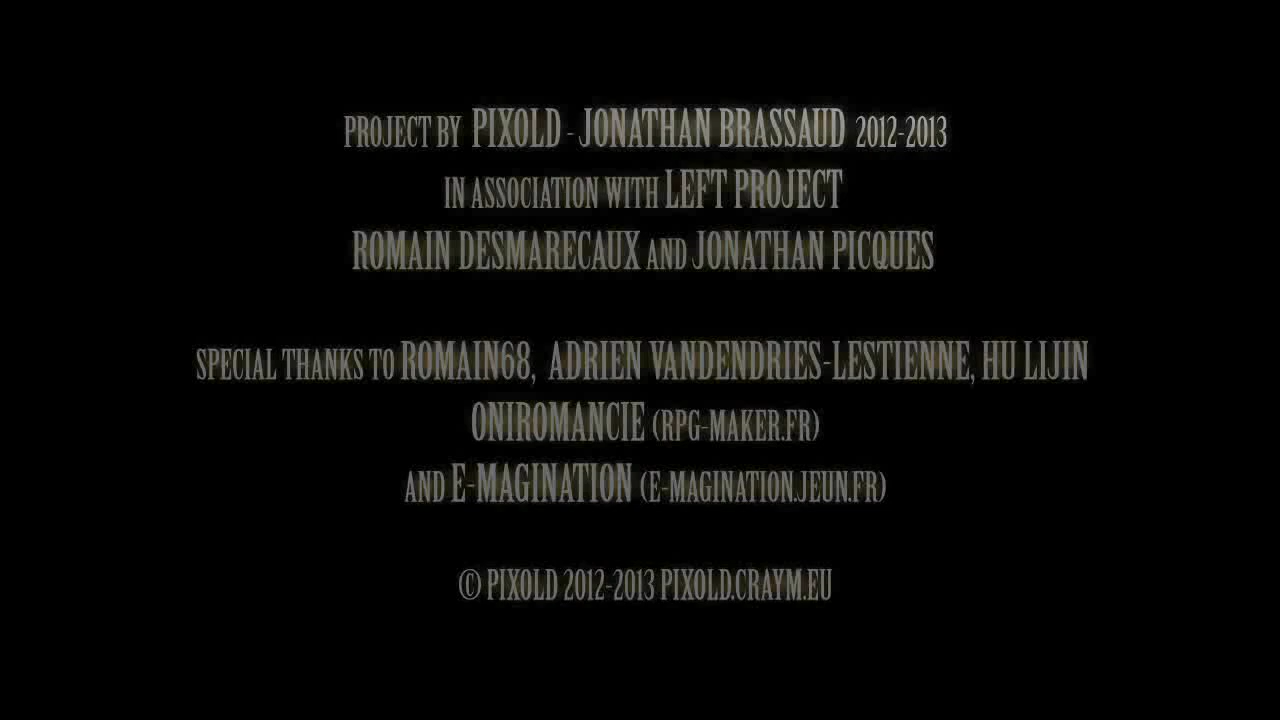 PROJECT BY PIXOLD - JONATHAN BRASSAUD 2012-2013
IN ASSOCIATION WITH LEFT PROJECT
ROMAIN DESMARECAUX AND JONATHAN PICQUES
SPECIAL THANKS TO ROMAIN68, ADRIEN VANDENDRIES-LESTIENNE, HU LIJIN
ONIROMANCIE (RPG-MAKER.FR)
AND E-MAGINATION (E-MAGINATION.JEUN.FR)
© PIXOLD 2012-2013 PIXOLD.CRAYM.EU